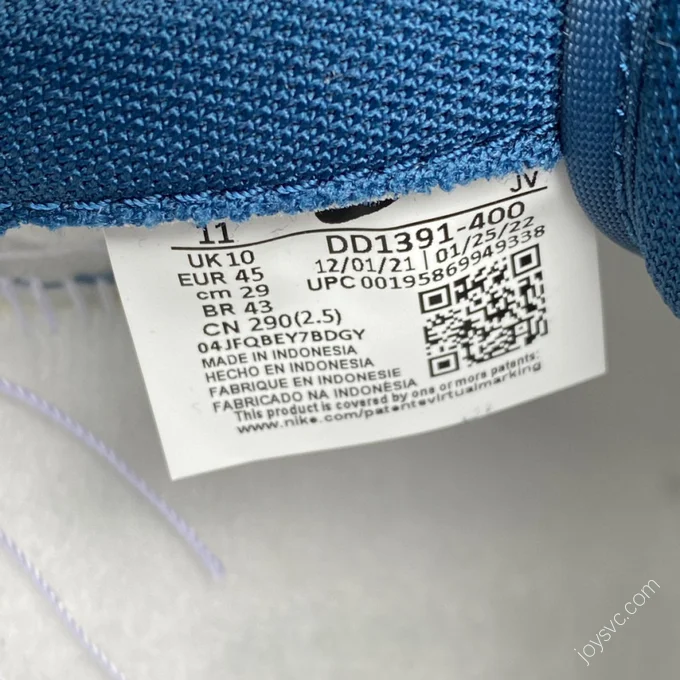 JV
11
DD1391-400
UK 10
12/01/21 | 01/25/22
EUR 45
UPC 00195869949338
cm 29
BR 43
CN 290(2.5)
04JFQBEY7BDGY
MADE IN INDONESIA
HECHO EN INDONESIA
FABRIQUE EN INDONESIE
FABRICADO NA INDONÉSIA
This product is covered by one or more patents:
www.nike.com/patentsvirtualmarking
joysvc.com